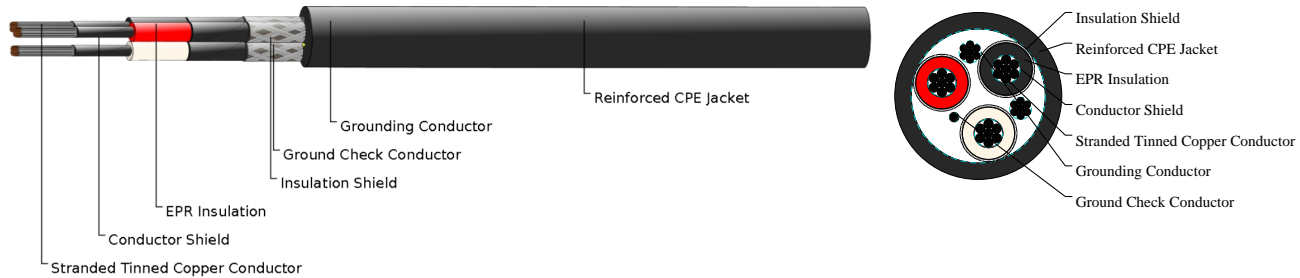 Reinforced CPE Jacket
Grounding Conductor
Ground Check Conductor
Insulation Shield
EPR Insulation
Conductor Shield
Stranded Tinned Copper Conductor
Insulation Shield
Reinforced CPE Jacket
EPR Insulation
Conductor Shield
Stranded Tinned Copper Conductor
Grounding Conductor
Ground Check Conductor